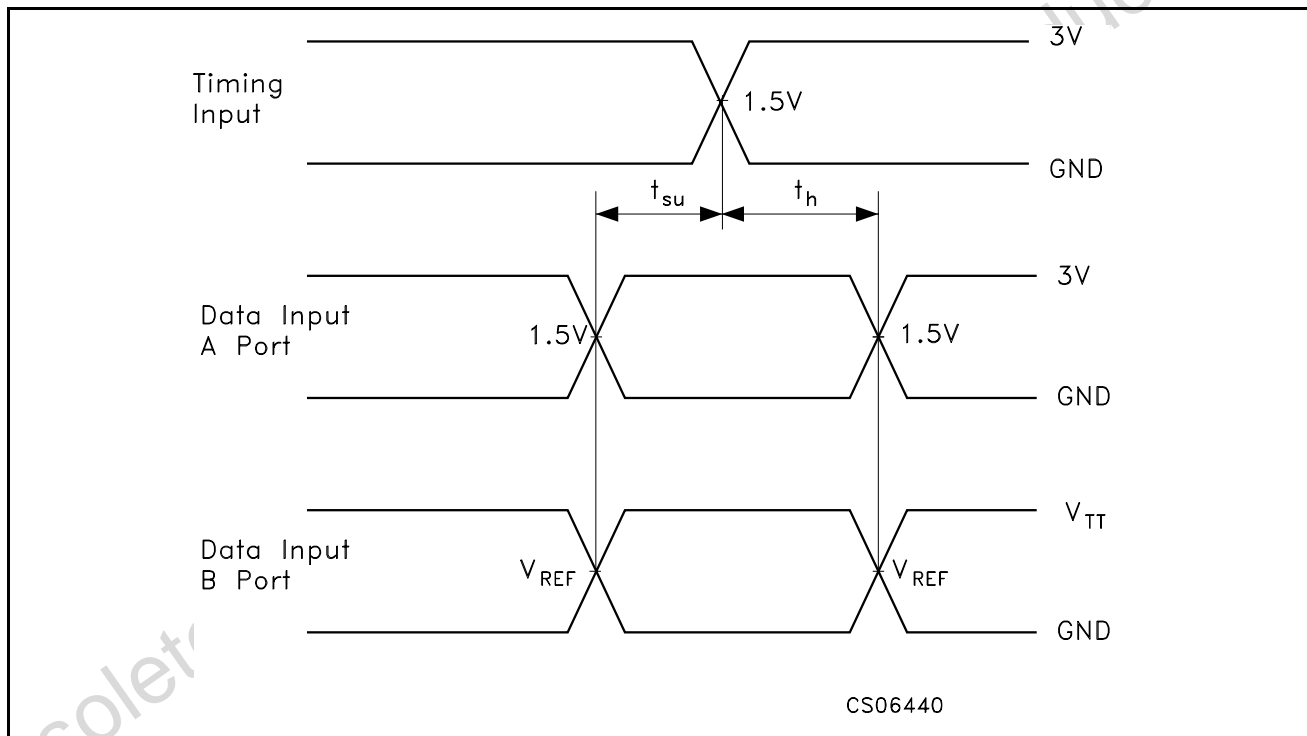 3V
Timing
Input
1.5V
GND
t_su
t_h
3V
Data Input
A Port
1.5V
1.5V
GND
V_TT
Data Input
B Port
V_REF
V_REF
GND
CS06440